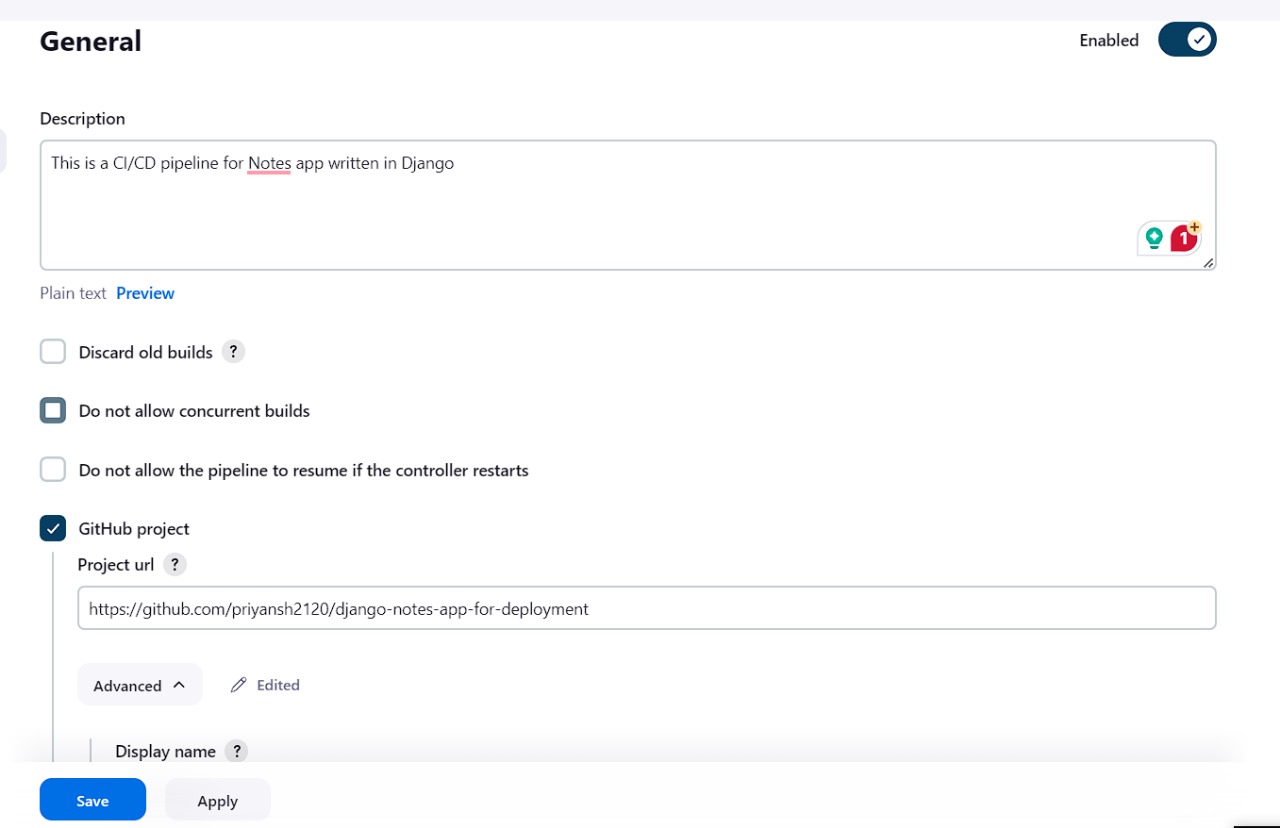 General
Enabled
Description
This is a CI/CD pipeline for Notes app written in Django
1
+
Plain text Preview
Discard old builds ?
Do not allow concurrent builds
Do not allow the pipeline to resume if the controller restarts
GitHub project
Project url ?
https://github.com/priyansh2120/django-notes-app-for-deployment
Advanced Edited
Display name ?
Save Apply